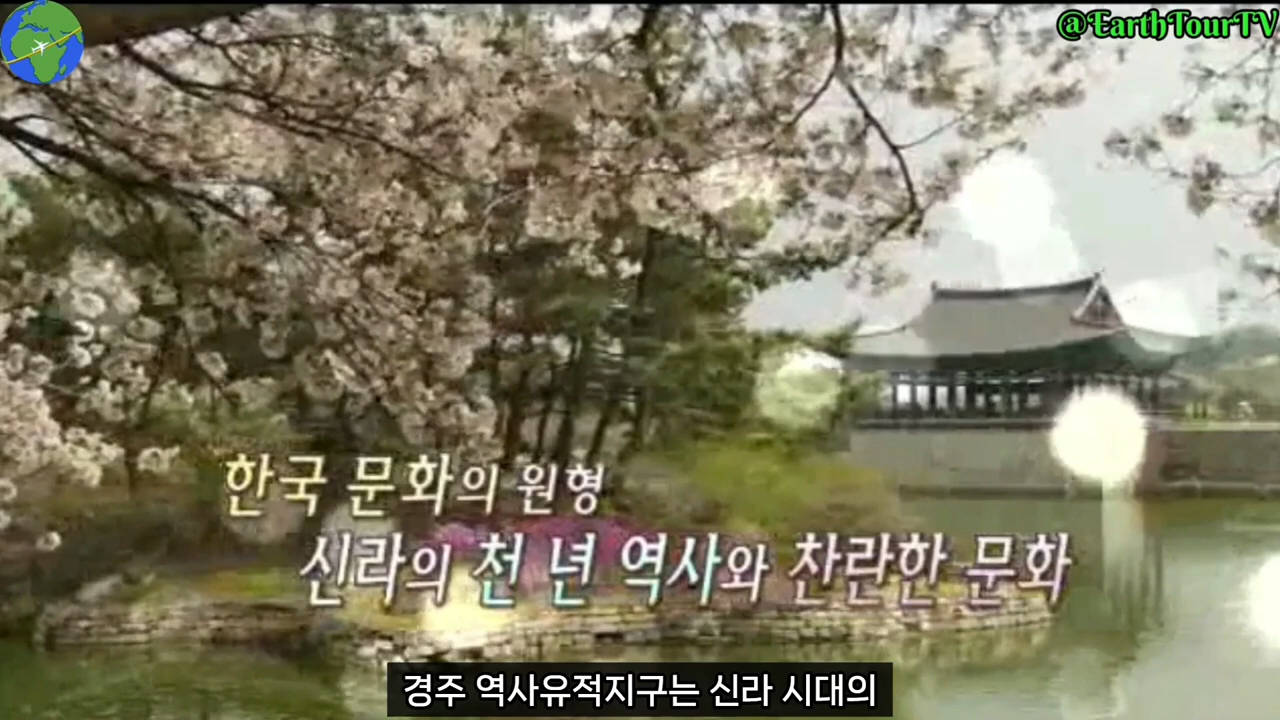 @EarthTourTV
한국 문화의 원형
신라의 천 년 역사와 찬란한 문화
경주 역사유적지구는 신라 시대의